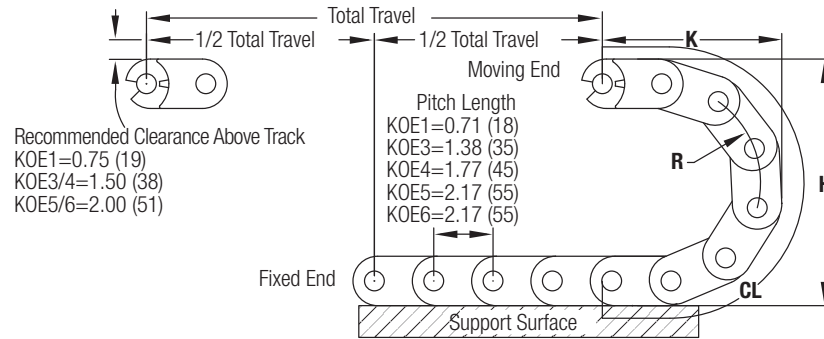 Total Travel
1/2 Total Travel
1/2 Total Travel
K
Moving End
Pitch Length
KOE1=0.71 (18)
KOE3=1.38 (35)
KOE4=1.77 (45)
KOE5=2.17 (55)
KOE6=2.17 (55)
Recommended Clearance Above Track
KOE1=0.75 (19)
KOE3/4=1.50 (38)
KOE5/6=2.00 (51)
R
Fixed End
CL
Support Surface